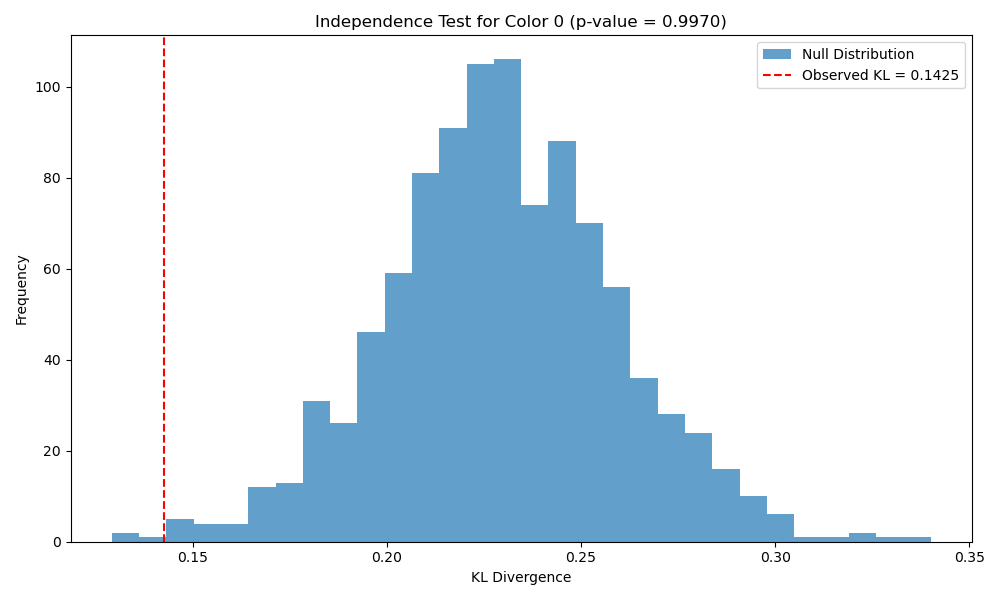 Independence Test for Color 0 (p-value = 0.9970)
Null Distribution
Observed KL = 0.1425
Frequency
100
80
60
40
20
0
0.15 0.20 0.25 0.30 0.35
KL Divergence